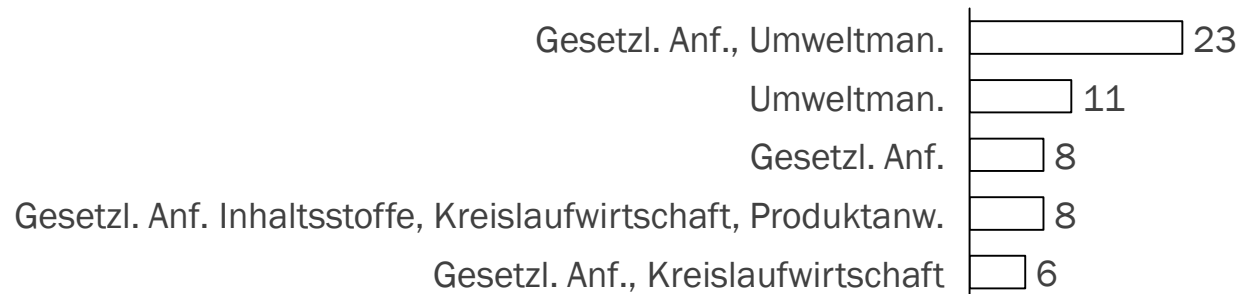 Gesetzl. Anf., Umweltman. 23
Umweltman. 11
Gesetzl. Anf. 8
Gesetzl. Anf. Inhaltsstoffe, Kreislaufwirtschaft, Produktanw. 8
Gesetzl. Anf., Kreislaufwirtschaft 6